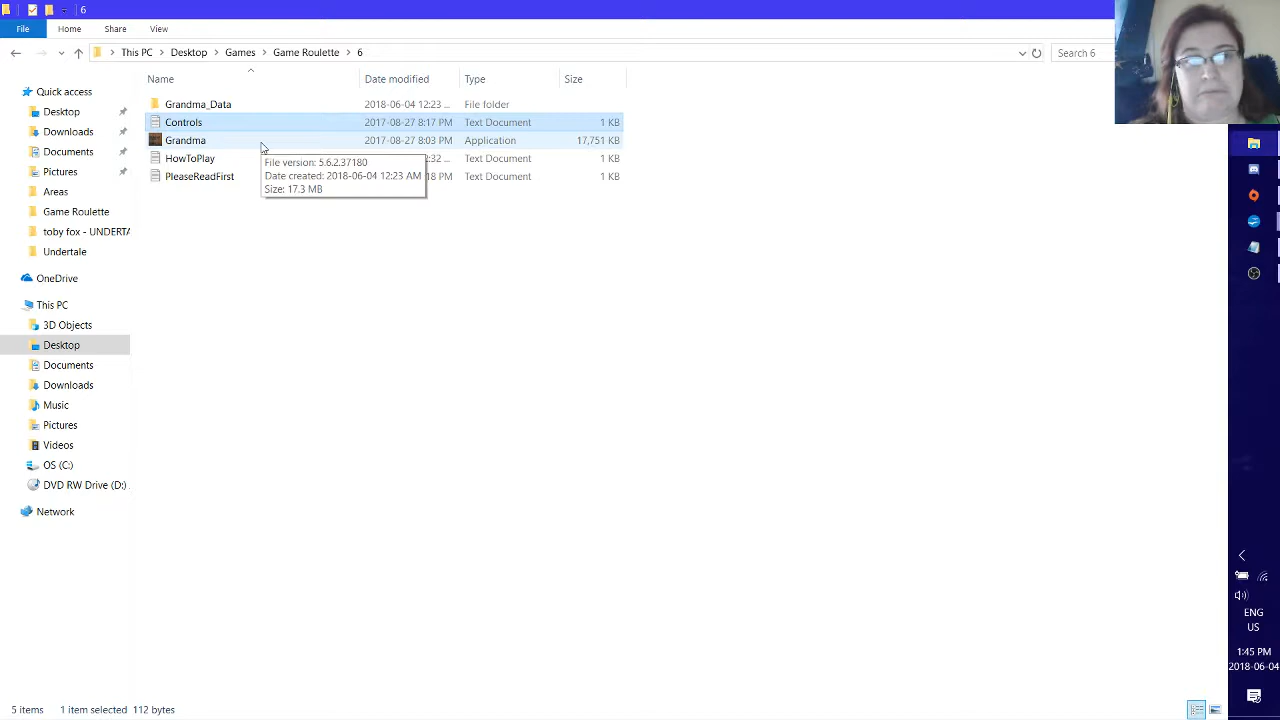 6
File Home Share View
This PC > Desktop > Games > Game Roulette > 6
Search 6
Name Date modified Type Size
Grandma_Data 2018-06-04 12:23 ... File folder
Controls 2017-08-27 8:17 PM Text Document 1 KB
Grandma 2017-08-27 8:03 PM Application 17,751 KB
HowToPlay :32 ... Text Document 1 KB
PleaseReadFirst 18 PM Text Document 1 KB
File version: 5.6.2.37180
Date created: 2018-06-04 12:23 AM
Size: 17.3 MB
Quick access
Desktop
Downloads
Documents
Pictures
Areas
Game Roulette
toby fox - UNDERTA
Undertale
OneDrive
This PC
3D Objects
Desktop
Documents
Downloads
Music
Pictures
Videos
OS (C:)
DVD RW Drive (D:)
Network
5 items 1 item selected 112 bytes
ENG
US
1:45 PM
2018-06-04